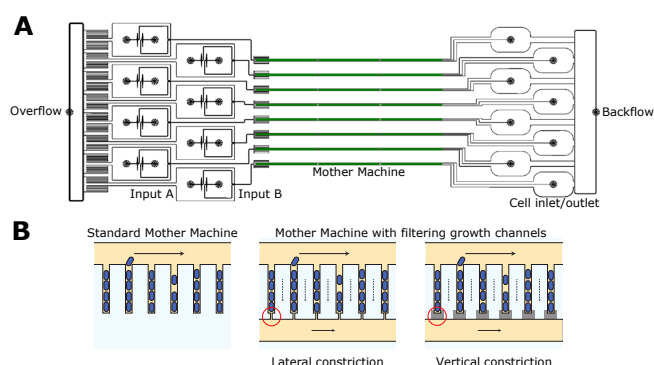 A
Overflow
Backflow
Input A
Input B
Mother Machine
Cell inlet/outlet
B
Standard Mother Machine
Mother Machine with filtering growth channels
Lateral constriction
Vertical constriction